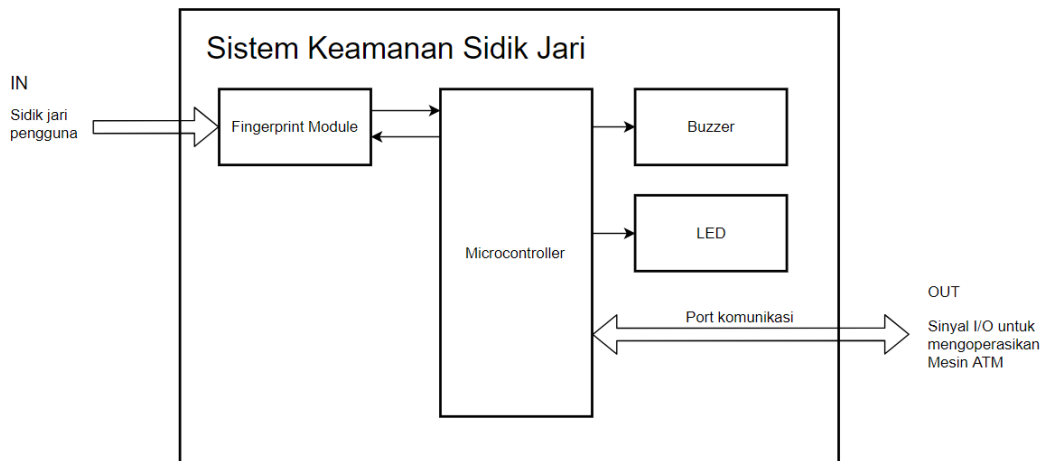 Sistem Keamanan Sidik Jari
IN
Sidik jari
pengguna
Fingerprint Module
Buzzer
LED
Microcontroller
Port komunikasi
OUT
Sinyal I/O untuk
mengoperasikan
Mesin ATM